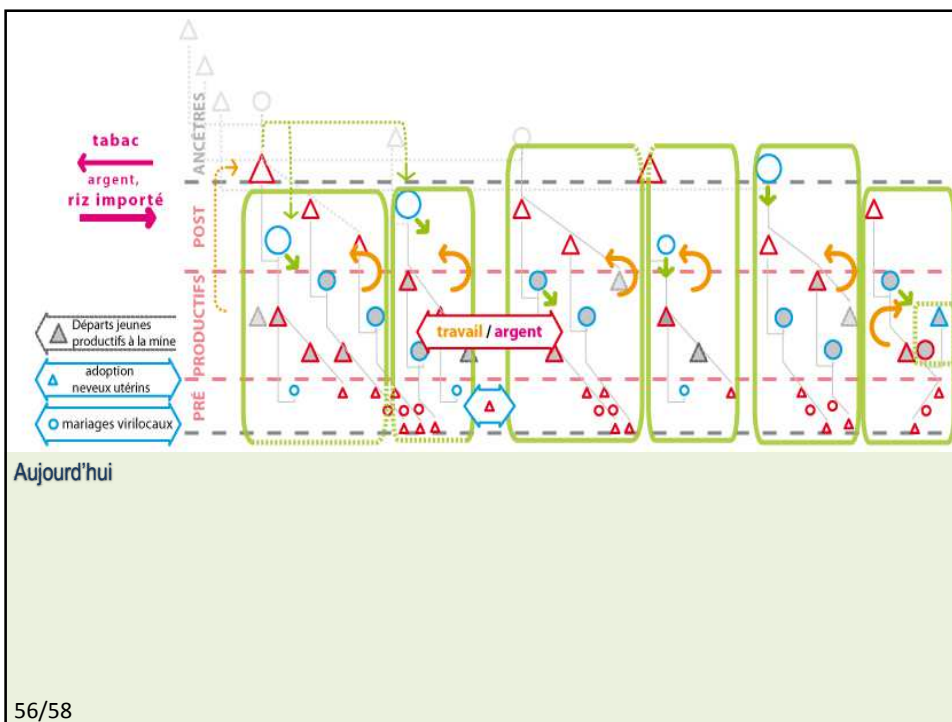 ANCÊTRES
tabac
argent,
riz importé
POST
PRODUCTIFS
Départs jeunes
productifs à la mine
travail / argent
adoption
neveux utérins
PRÉ
mariages virilocaux
Aujourd'hui
56/58